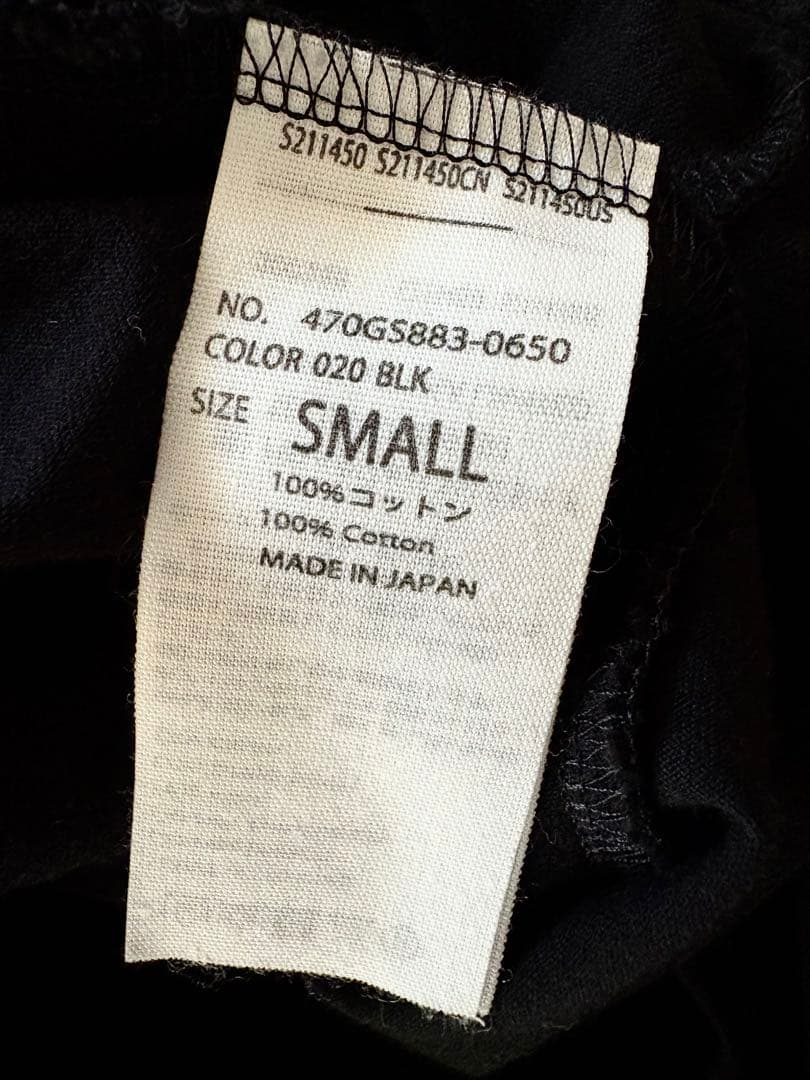 S211450 S211450CN S211450US
NO. 470GS883-0650
COLOR 020 BLK
SIZE SMALL
100%コットン
100% Cotton
MADE IN JAPAN